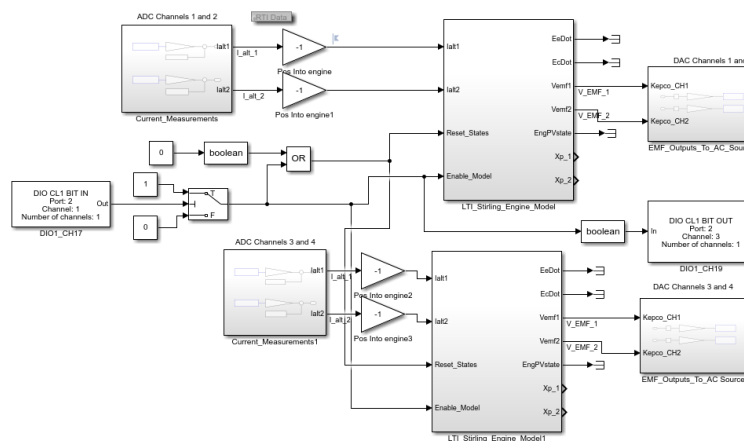 ADC Channels 1 and 2
RTI Data
Ialt1
I_alt_1
-1
Pos Into engine
Ialt2
I_alt_2
-1
Pos Into engine1
Current_Measurements
Ialt1
Ialt2
Reset_States
Enable_Model
EeDot
EcDot
Vemf1
Vemf2
EngPVstate
Xp_1
Xp_2
LTI_Stirling_Engine_Model
V_EMF_1
V_EMF_2
DAC Channels 1 and
Kepco_CH1
Kepco_CH2
EMF_Outputs_To_AC Sour
0
boolean
OR
DIO CL1 BIT IN
Port: 2
Channel: 1
Number of channels: 1
Out
DIO1_CH17
1
0
T
F
boolean
In
DIO CL1 BIT OUT
Port: 2
Channel: 3
Number of channels: 1
DIO1_CH19
ADC Channels 3 and 4
Ialt1
I_alt_1
-1
Pos Into engine2
Ialt2
I_alt_2
-1
Pos Into engine3
Current_Measurements1
Ialt1
Ialt2
Reset_States
Enable_Model
EeDot
EcDot
Vemf1
Vemf2
EngPVstate
Xp_1
Xp_2
LTI_Stirling_Engine_Model1
V_EMF_1
V_EMF_2
DAC Channels 3 and 4
Kepco_CH1
Kepco_CH2
EMF_Outputs_To_AC Source